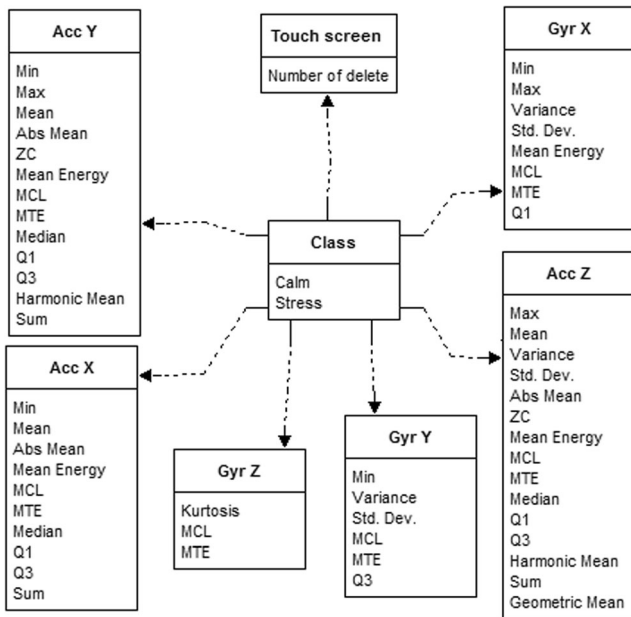 Acc Y
Min
Max
Mean
Abs Mean
ZC
Mean Energy
MCL
MTE
Median
Q1
Q3
Harmonic Mean
Sum
Touch screen
Number of delete
Gyr X
Min
Max
Variance
Std. Dev.
Mean Energy
MCL
MTE
Q1
Class
Calm
Stress
Acc X
Min
Mean
Abs Mean
Mean Energy
MCL
MTE
Median
Q1
Q3
Sum
Gyr Z
Kurtosis
MCL
MTE
Gyr Y
Min
Variance
Std. Dev.
MCL
MTE
Q3
Acc Z
Max
Mean
Variance
Std. Dev.
Abs Mean
ZC
Mean Energy
MCL
MTE
Median
Q1
Q3
Harmonic Mean
Sum
Geometric Mean